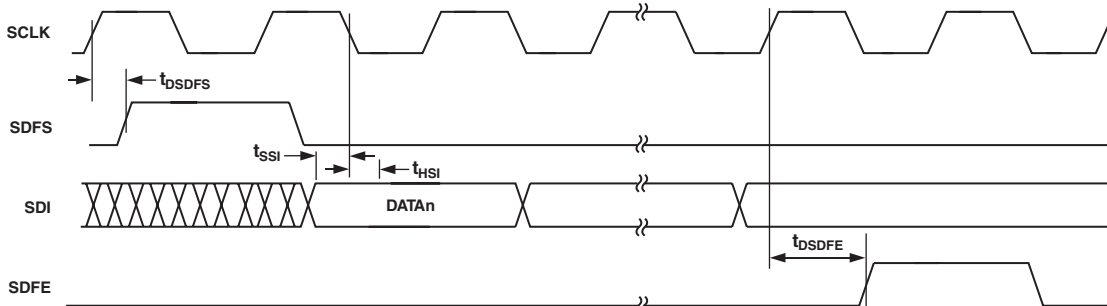 SCLK
tDSDFS
SDFS
tSSI
tHSI
SDI
DATAn
tDSDFE
SDFE